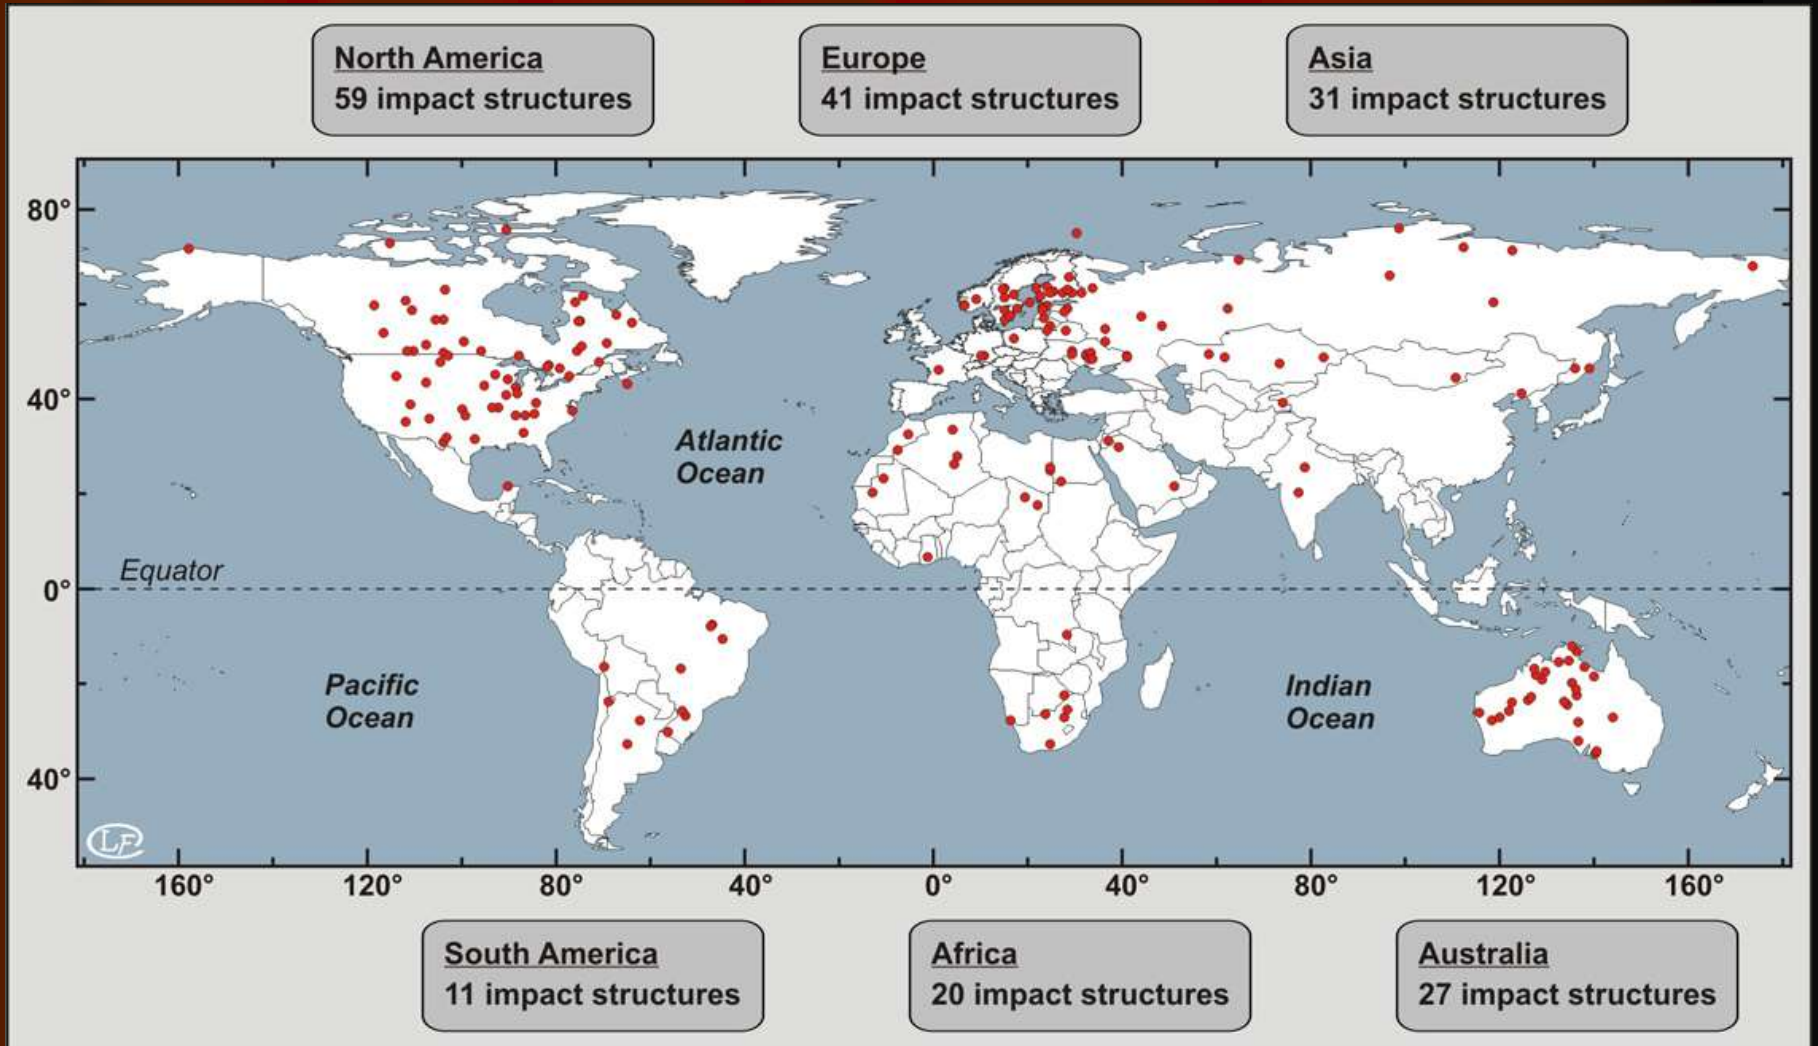 North America
59 impact structures
Europe
41 impact structures
Asia
31 impact structures
80°
40°
Atlantic
Ocean
Equator
0°
Pacific
Ocean
Indian
Ocean
40°
LF
160°
120°
80°
40°
0°
40°
80°
120°
160°
South America
11 impact structures
Africa
20 impact structures
Australia
27 impact structures